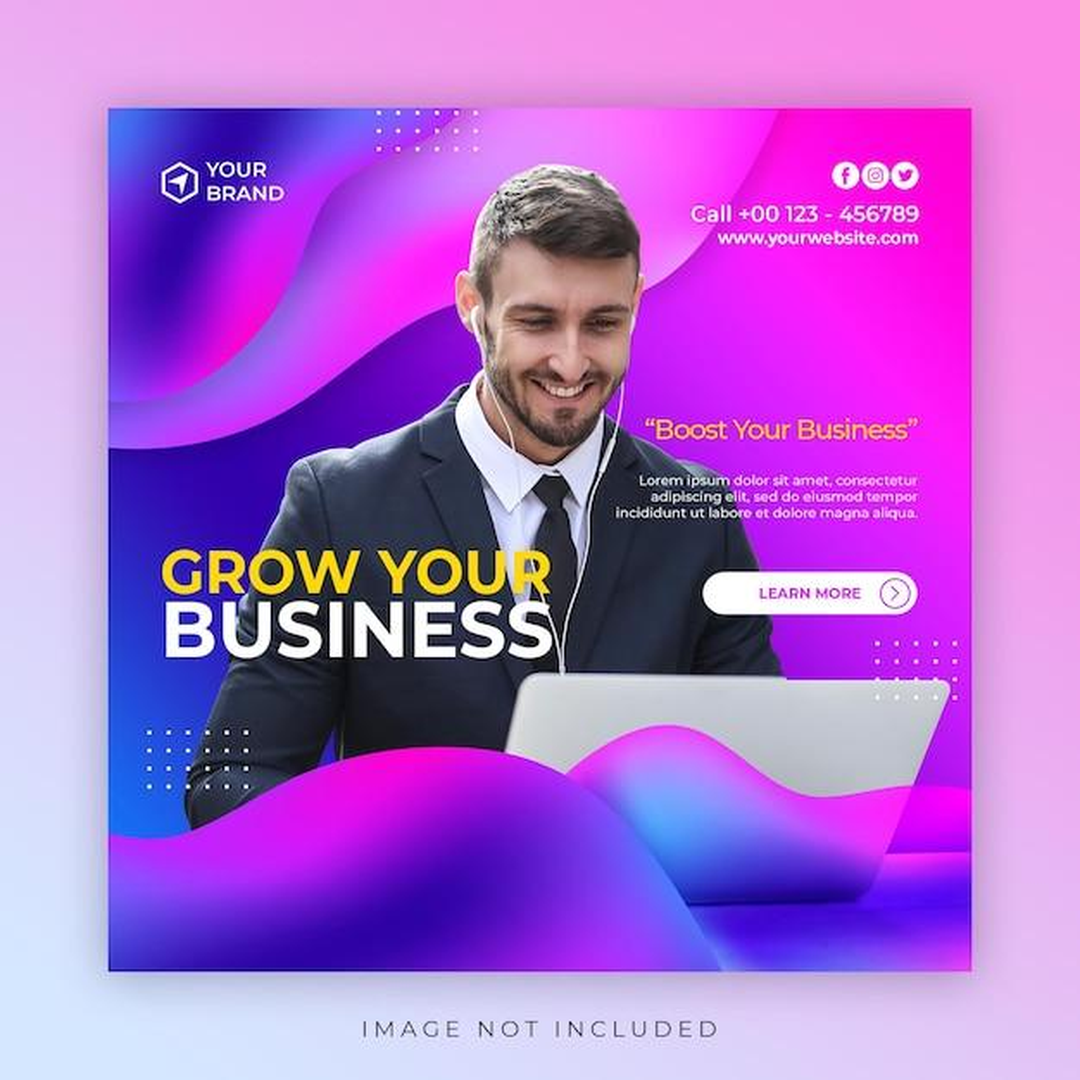 YOUR
BRAND
Call +00 123 - 456789
www.yourwebsite.com
“Boost Your Business”
Lorem ipsum dolor sit amet, consectetur
adipiscing elit, sed do eiusmod tempor
incididunt ut labore et dolore magna aliqua.
GROW YOUR
BUSINESS
LEARN MORE
IMAGE NOT INCLUDED